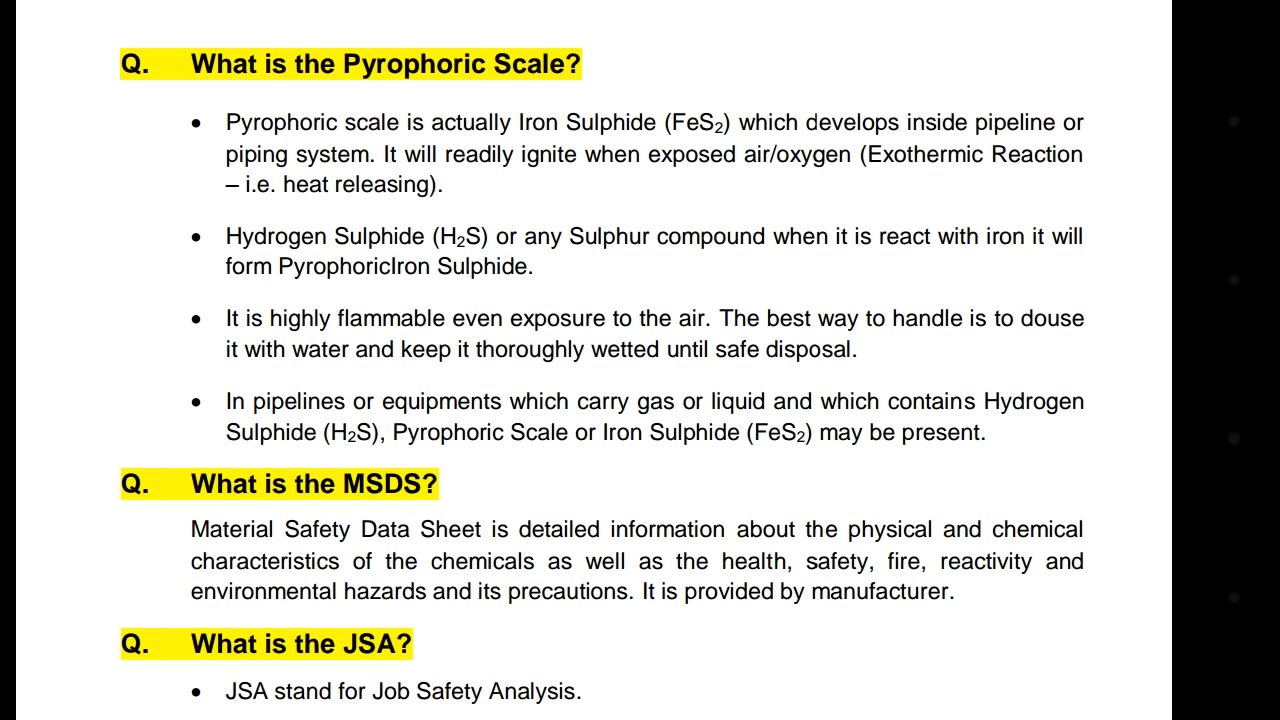 Q. What is the Pyrophoric Scale?
• Pyrophoric scale is actually Iron Sulphide (FeS₂) which develops inside pipeline or
piping system. It will readily ignite when exposed air/oxygen (Exothermic Reaction
– i.e. heat releasing).
• Hydrogen Sulphide (H₂S) or any Sulphur compound when it is react with iron it will
form PyrophoricIron Sulphide.
• It is highly flammable even exposure to the air. The best way to handle is to douse
it with water and keep it thoroughly wetted until safe disposal.
• In pipelines or equipments which carry gas or liquid and which contains Hydrogen
Sulphide (H₂S), Pyrophoric Scale or Iron Sulphide (FeS₂) may be present.
Q. What is the MSDS?
Material Safety Data Sheet is detailed information about the physical and chemical
characteristics of the chemicals as well as the health, safety, fire, reactivity and
environmental hazards and its precautions. It is provided by manufacturer.
Q. What is the JSA?
• JSA stand for Job Safety Analysis.